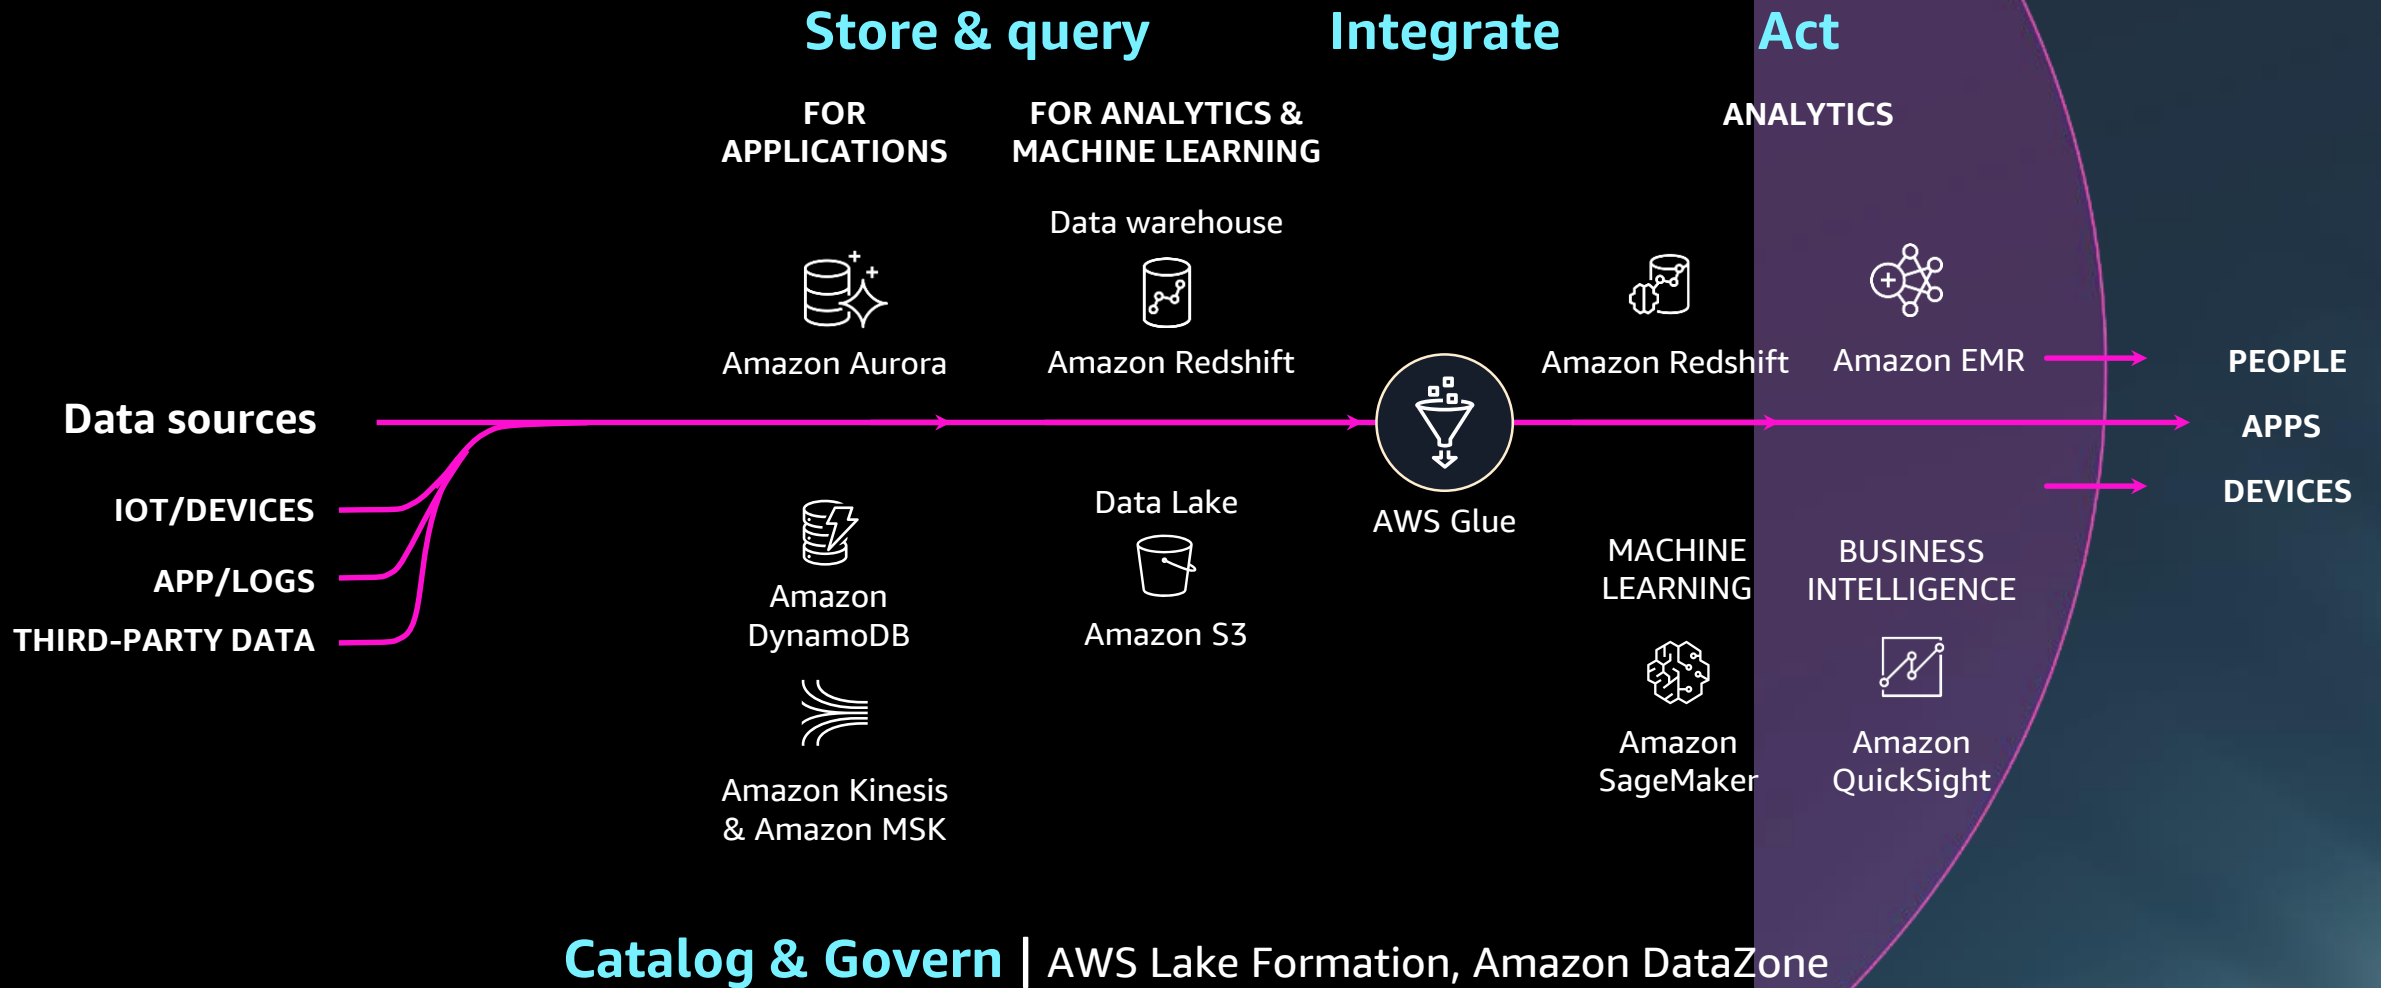 Store & query
Integrate
Act
FOR
APPLICATIONS
FOR ANALYTICS &
MACHINE LEARNING
ANALYTICS
Data warehouse
Amazon Aurora
Amazon Redshift
Amazon Redshift
Amazon EMR
PEOPLE
APPS
DEVICES
Data sources
IOT/DEVICES
APP/LOGS
THIRD-PARTY DATA
Amazon
DynamoDB
Amazon Kinesis
& Amazon MSK
Data Lake
Amazon S3
AWS Glue
MACHINE
LEARNING
Amazon
SageMaker
BUSINESS
INTELLIGENCE
Amazon
QuickSight
Catalog & Govern | AWS Lake Formation, Amazon DataZone